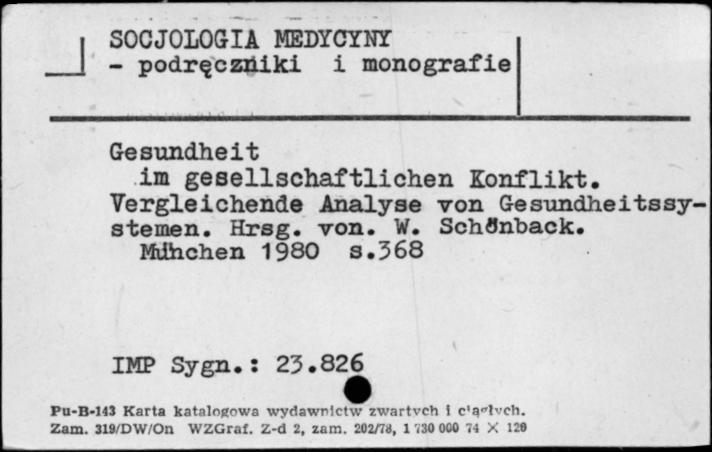 SOCJOLOGIA MEDYCYNY
- podręczniki i monografie
Gesundheit
im gesellschaftlichen Konflikt.
Vergleichende Analyse von Gesundheitssy-
stemen. Hrsg. von. W. Schönback.
München 1980 s.368
IMP Sygn.: 23.826
Pu-B-143 Karta katalogowa wydawnictw zwartych i ciągłych.
Zam. 319/DW/On WZGraf. Z-d 2, zam. 202/78, 1 730 000 74 X 120